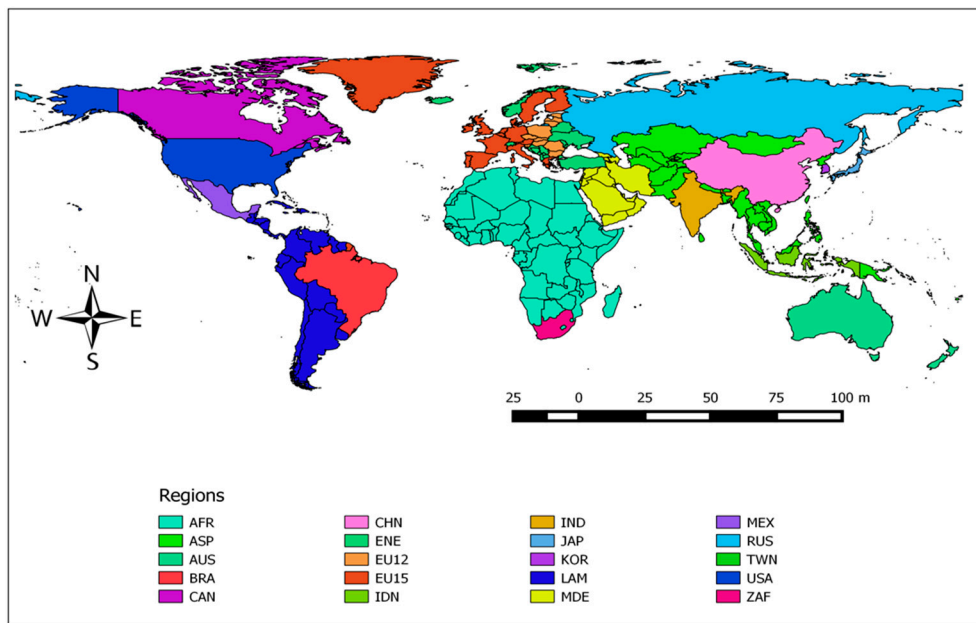 N
W E
S
25 0 25 50 75 100 m
Regions
AFR CHN IND MEX
ASP ENE JAP RUS
AUS EU12 KOR TWN
BRA EU15 LAM USA
CAN IDN MDE ZAF